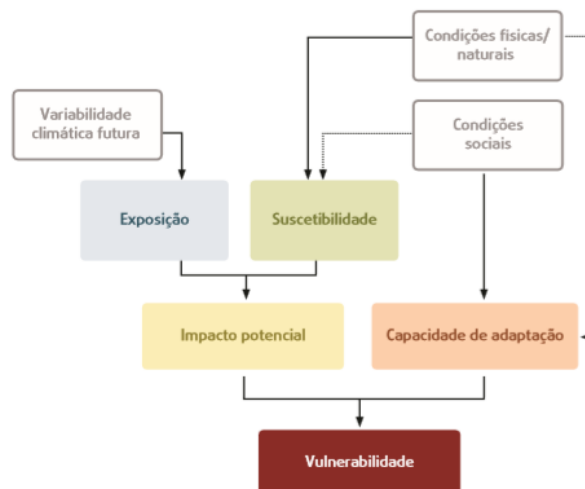 Condições físicas/
naturais
Variabilidade
climática futura
Condições
sociais
Exposição
Suscetibilidade
Impacto potencial
Capacidade de adaptação
Vulnerabilidade